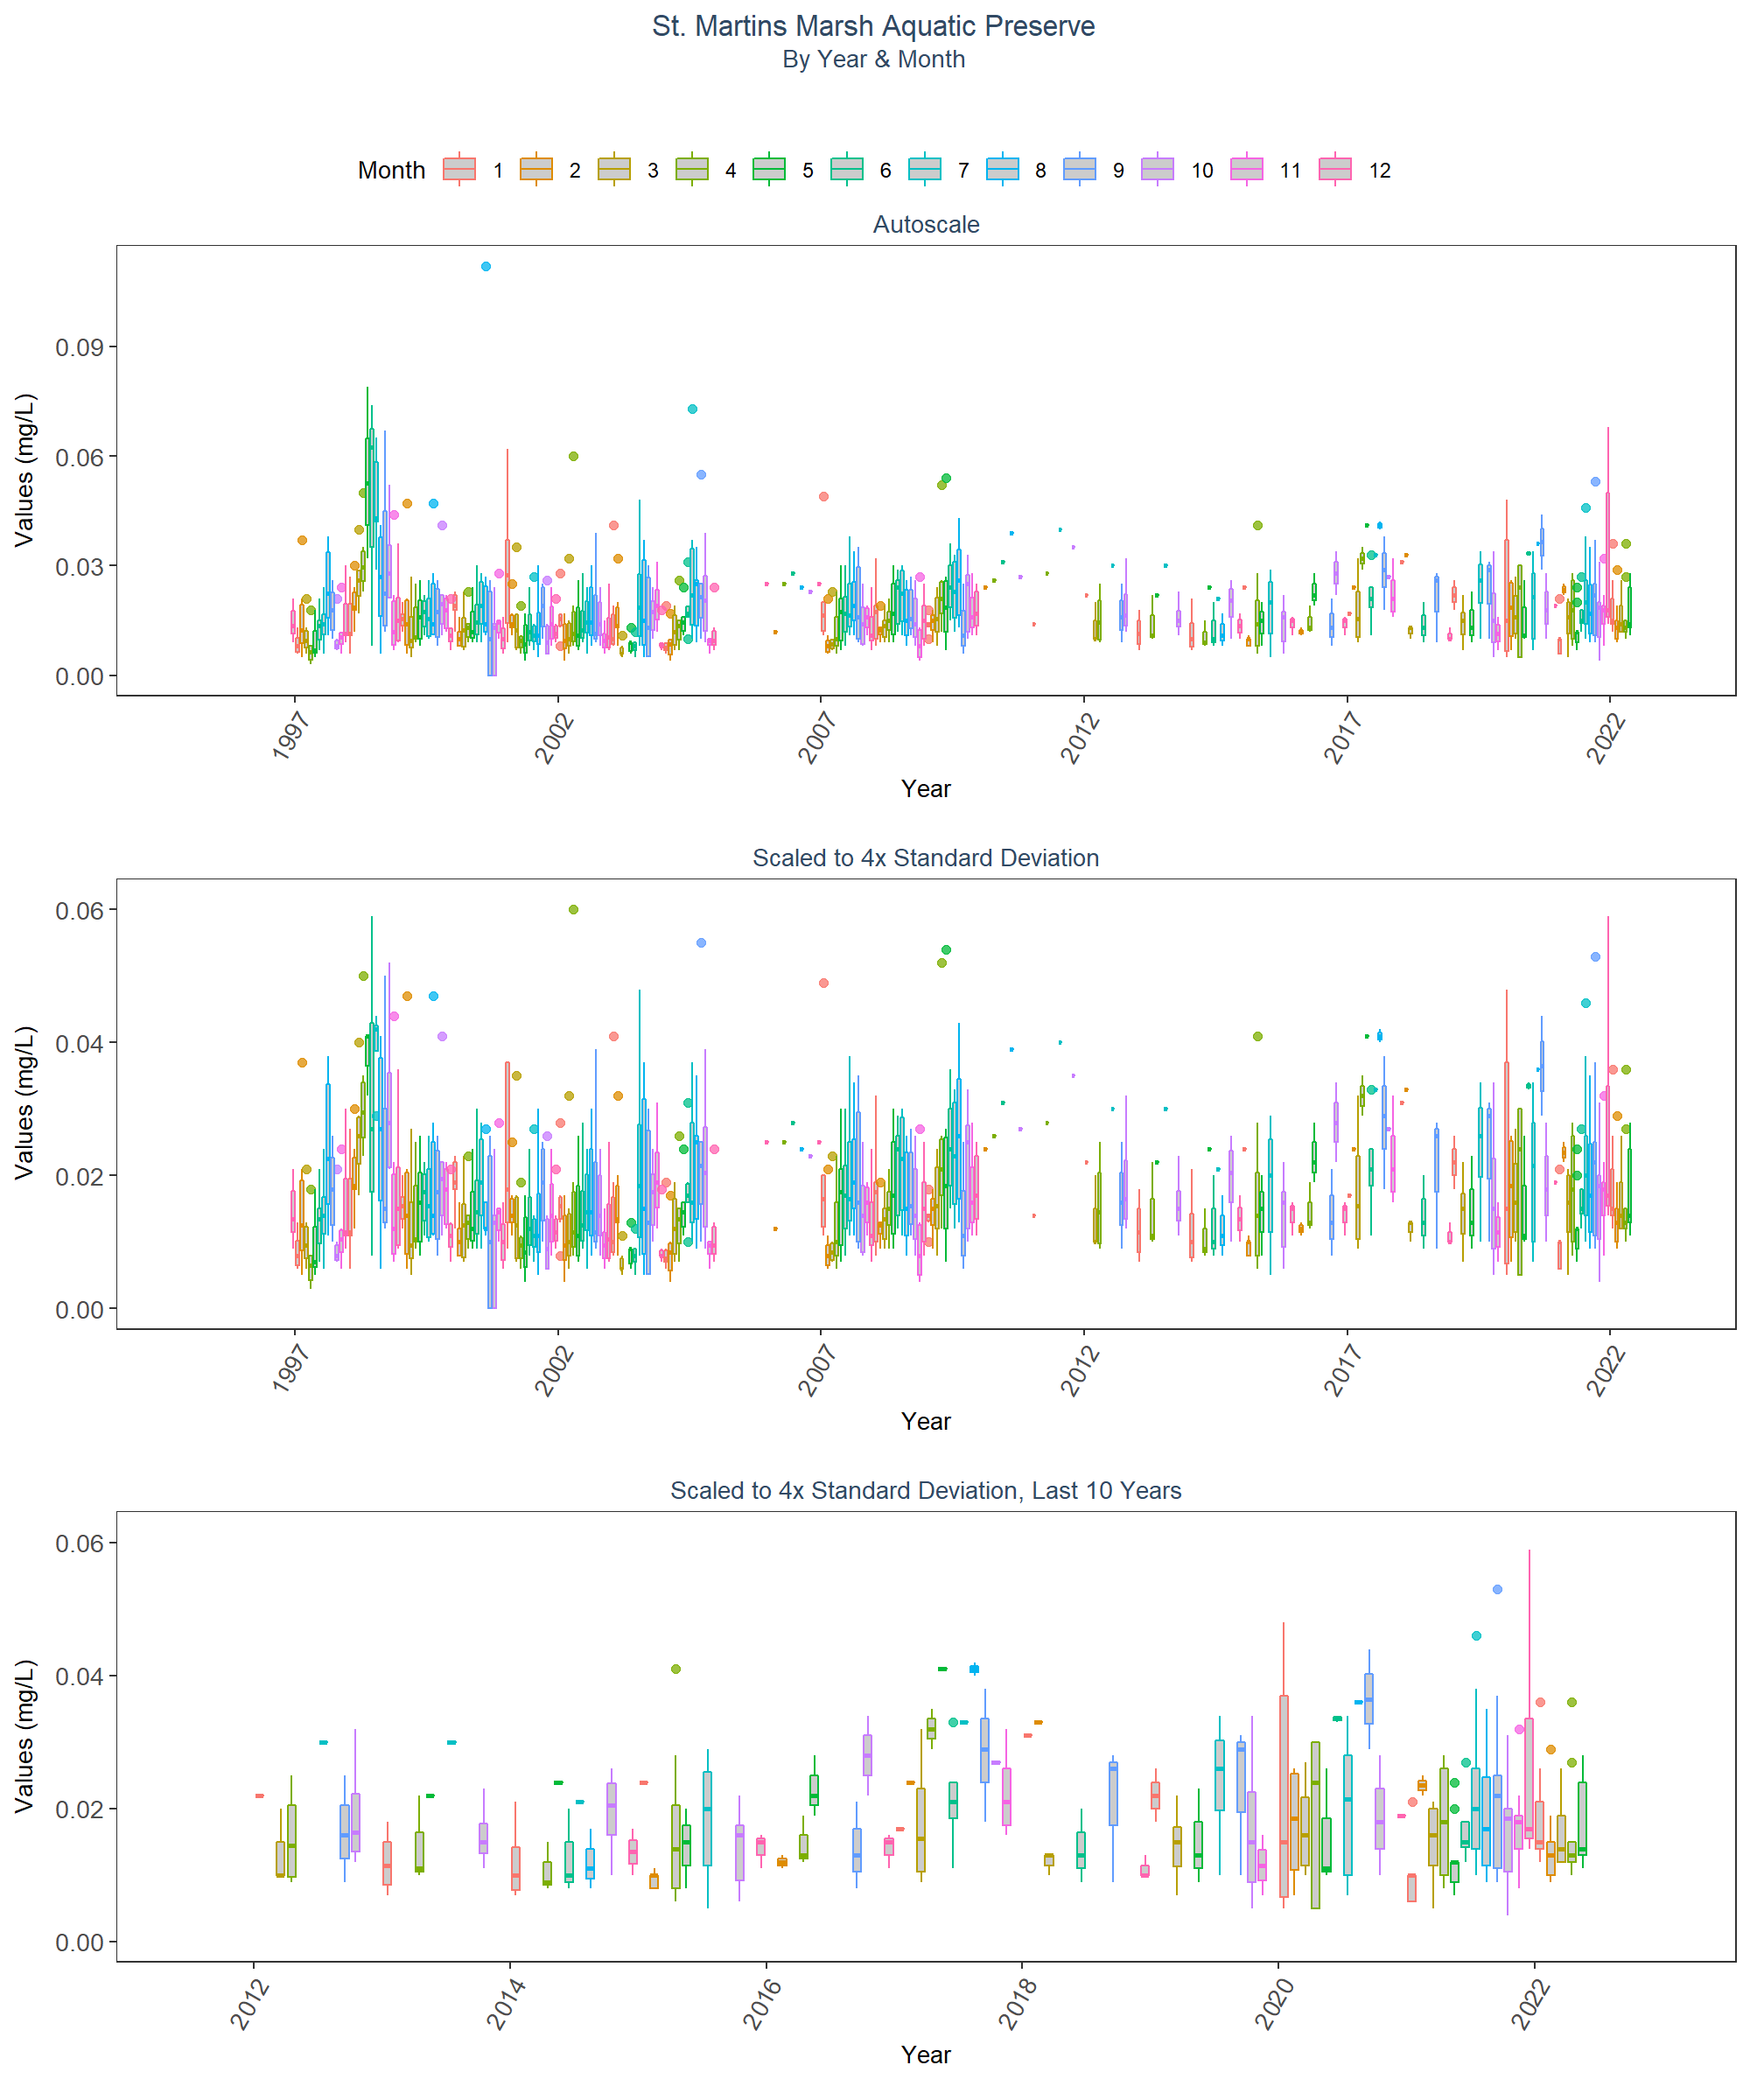 St. Martins Marsh Aquatic Preserve
By Year & Month
Month 1 2 3 4 5 6 7 8 9 10 11 12
Autoscale
Values (mg/L)
0.09
0.06
0.03
0.00
1997 2002 2007 2012 2017 2022
Year
Scaled to 4x Standard Deviation
Values (mg/L)
0.06
0.04
0.02
0.00
1997 2002 2007 2012 2017 2022
Year
Scaled to 4x Standard Deviation, Last 10 Years
Values (mg/L)
0.06
0.04
0.02
0.00
2012 2014 2016 2018 2020 2022
Year